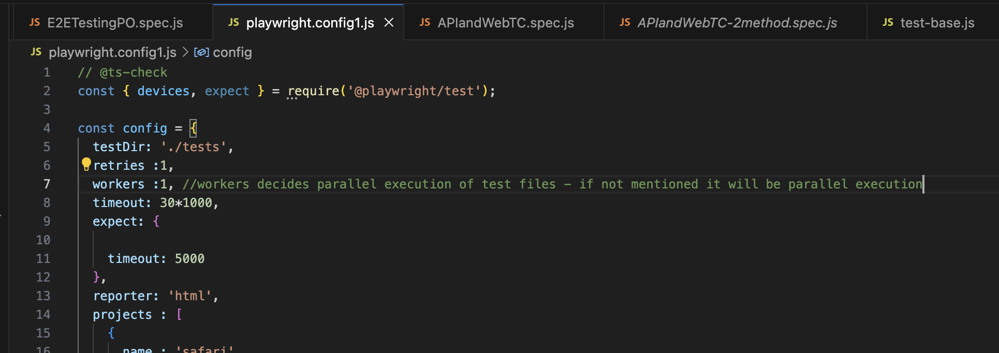 JS E2ETestingPO.spec.js JS playwright.config1.js JS APIandWebTC.spec.js JS APIandWebTC-2method.spec.js JS test-base.js
JS playwright.config1.js > config
1 // @ts-check
2 const { devices, expect } = require('@playwright/test');
3
4 const config = {
5 testDir: './tests',
6 retries :1,
7 workers :1, //workers decides parallel execution of test files - if not mentioned it will be parallel execution
8 timeout: 30*1000,
9 expect: {
10
11 timeout: 5000
12 },
13 reporter: 'html',
14 projects : [
15 {
16 name : 'safari'